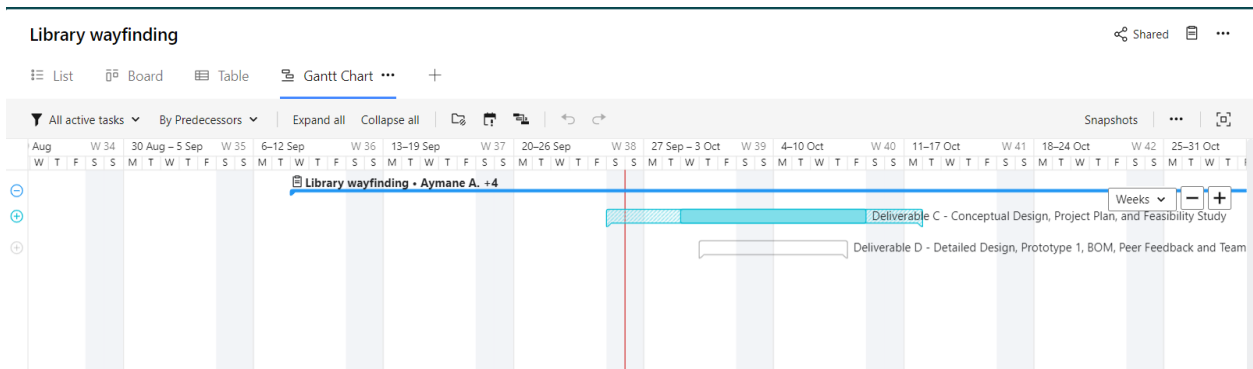 Library wayfinding
Shared
List Board Table Gantt Chart
All active tasks By Predecessors Expand all Collapse all Snapshots
Aug W 34 30 Aug – 5 Sep W 35 6–12 Sep W 36 13–19 Sep W 37 20–26 Sep W 38 27 Sep – 3 Oct W 39 4–10 Oct W 40 11–17 Oct W 41 18–24 Oct W 42 25–31 Oct
W T F S S M T W T F S S M T W T F S S M T W T F S S M T W T F S S M T W T F S S M T W T F S S M T W T F S S M T W T F S S M T W T F
Library wayfinding • Aymane A. +4
Weeks
Deliverable C - Conceptual Design, Project Plan, and Feasibility Study
Deliverable D - Detailed Design, Prototype 1, BOM, Peer Feedback and Team